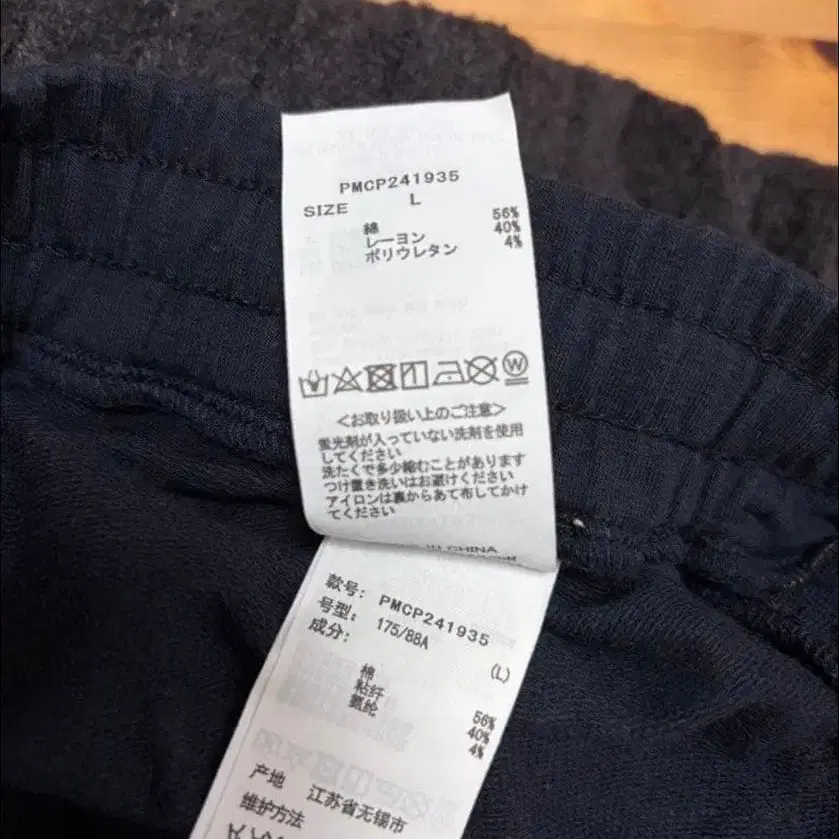 PMCP241935
SIZE L
綿 56%
レーヨン 40%
ポリウレタン 4%
W
<お取り扱い上のご注意>
蛍光剤が入っていない洗剤を使用
してください
洗たくで多少縮むことがあります
つけ置き洗いはお避けください
アイロンは裏からあて布してかけ
てください
IN CHINA
款号: PMCP241935
号型: 175/88A (L)
成分:
棉 56%
粘纤 40%
氨纶 4%
产地 江苏省无锡市
维护方法